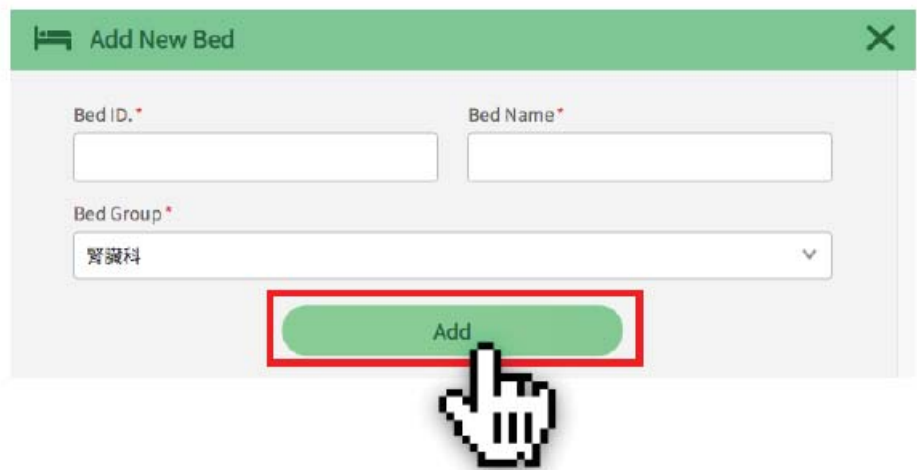 Add New Bed
Bed ID.*
Bed Name*
Bed Group*
腎臟科
Add